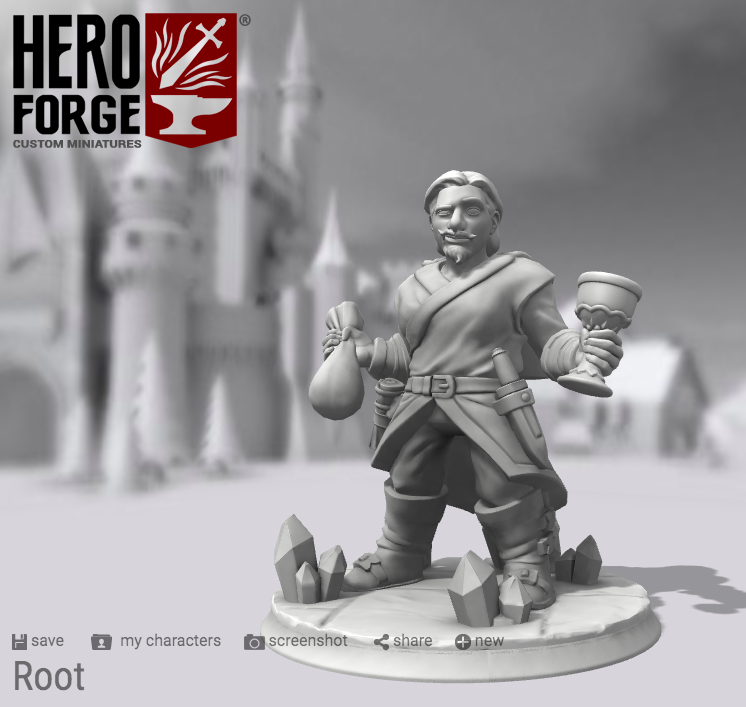 HERO ®
FORGE
CUSTOM MINIATURES
save my characters screenshot share new
Root